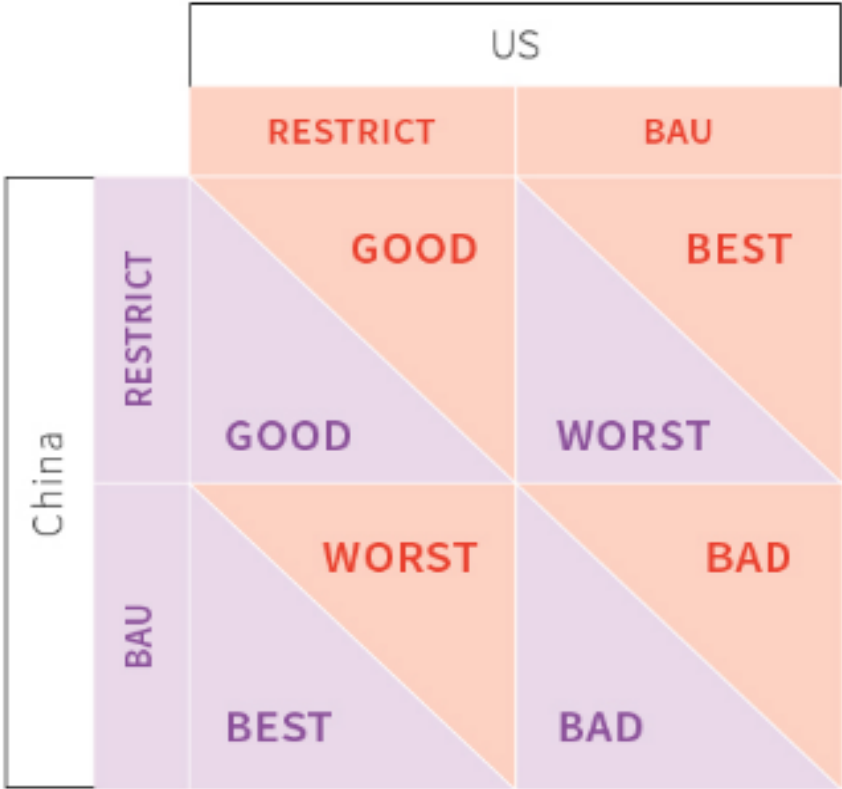 US
RESTRICT BAU
China
RESTRICT
GOOD BEST
GOOD WORST
BAU
WORST BAD
BEST BAD